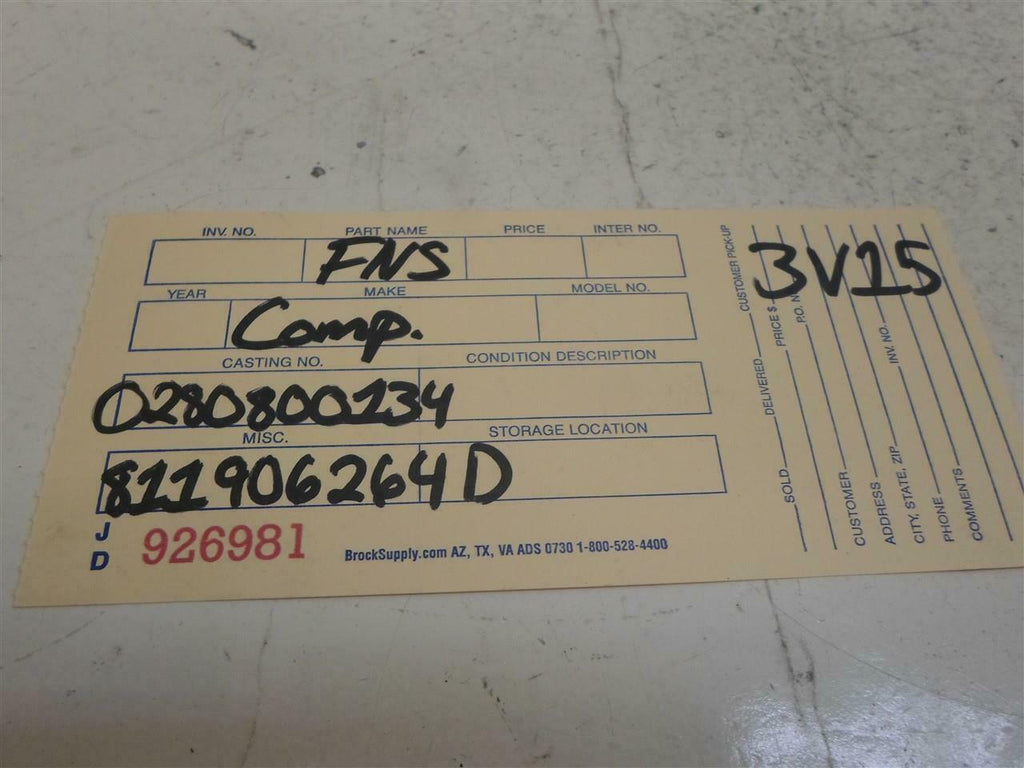 INV. NO. PART NAME PRICE INTER NO.
FNS
YEAR MAKE MODEL NO.
Comp.
CASTING NO. CONDITION DESCRIPTION
0280800134
MISC. STORAGE LOCATION
811906264D
J
D
926981
BrockSupply.com AZ, TX, VA ADS 0730 1-800-528-4400
3V15
SOLD DELIVERED PRICE $ CUSTOMER PICK-UP
P.O. N
CUSTOMER
ADDRESS INV. NO.
CITY, STATE, ZIP
PHONE
COMMENTS